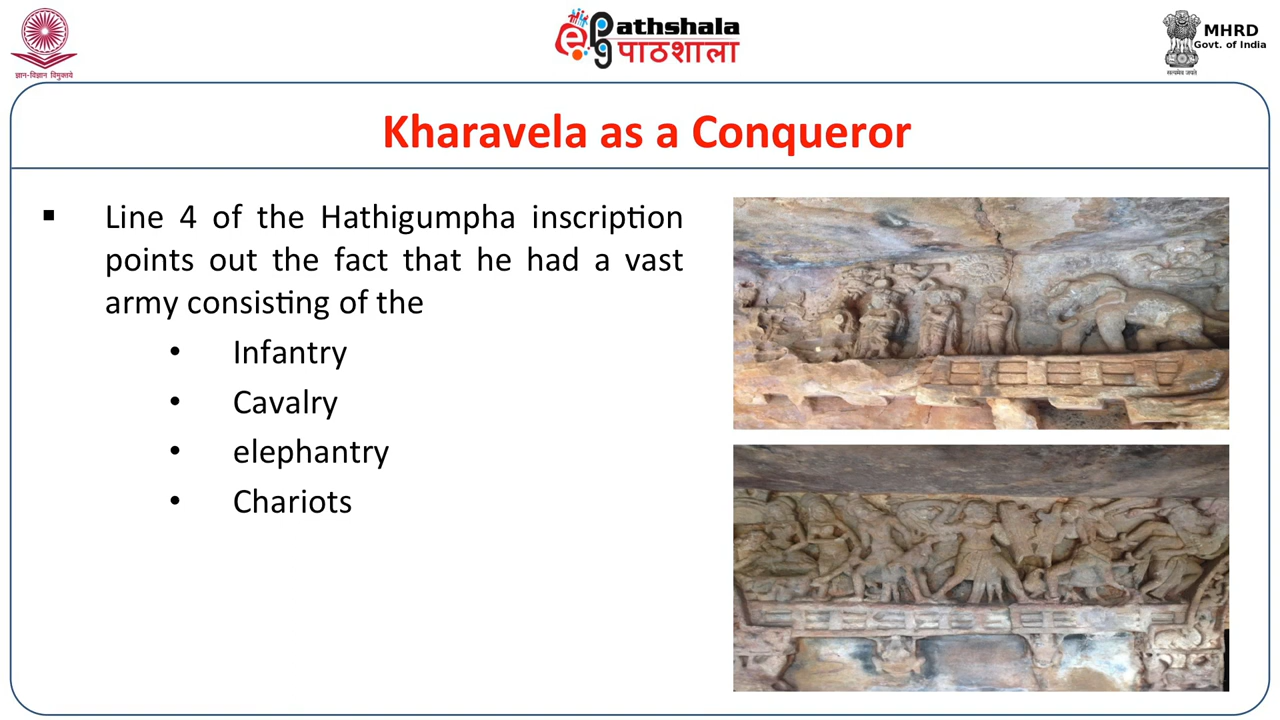 ज्ञान-विज्ञान विमुक्तये
ePg
Pathshala
पाठशाला
MHRD
Govt. of India
सत्यमेव जयते
Kharavela as a Conqueror
▪ Line 4 of the Hathigumpha inscription
points out the fact that he had a vast
army consisting of the
• Infantry
• Cavalry
• elephantry
• Chariots